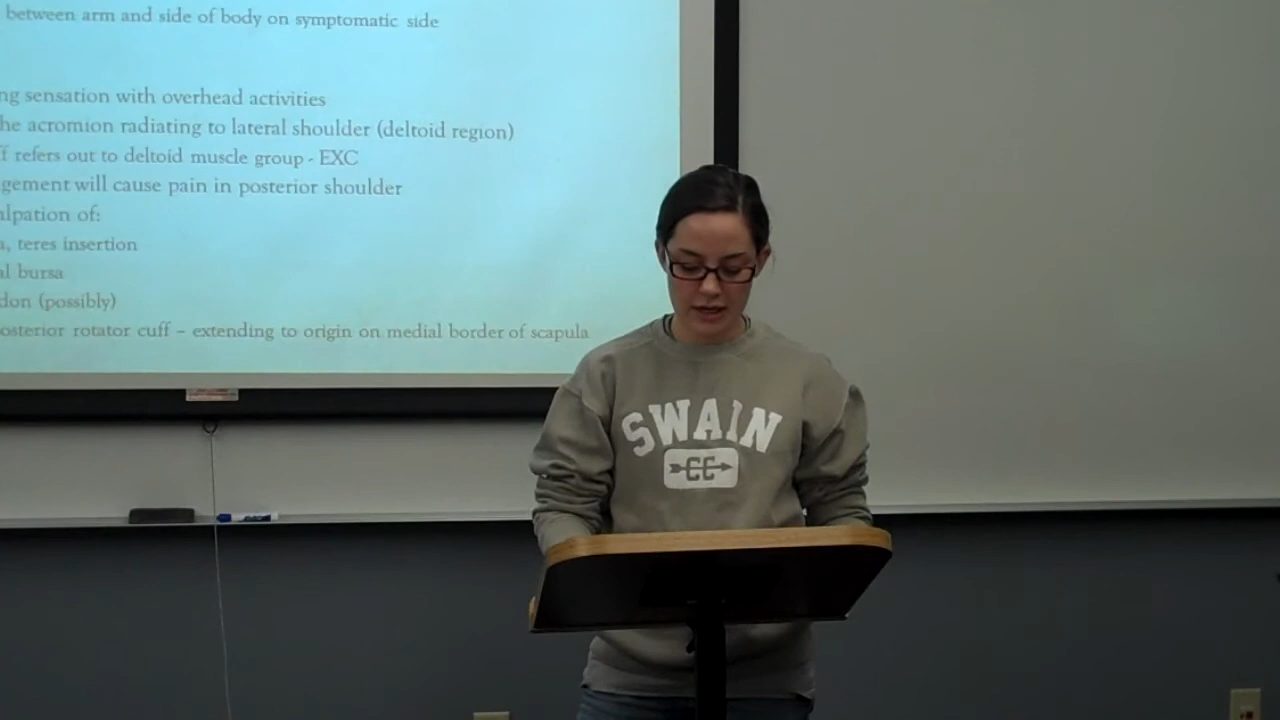 between arm and side of body on symptomatic side
ng sensation with overhead activities
he acromion radiating to lateral shoulder (deltoid region)
f refers out to deltoid muscle group - EXC
gement will cause pain in posterior shoulder
alpation of:
a, teres insertion
al bursa
don (possibly)
osterior rotator cuff – extending to origin on medial border of scapula
SWAIN
CC